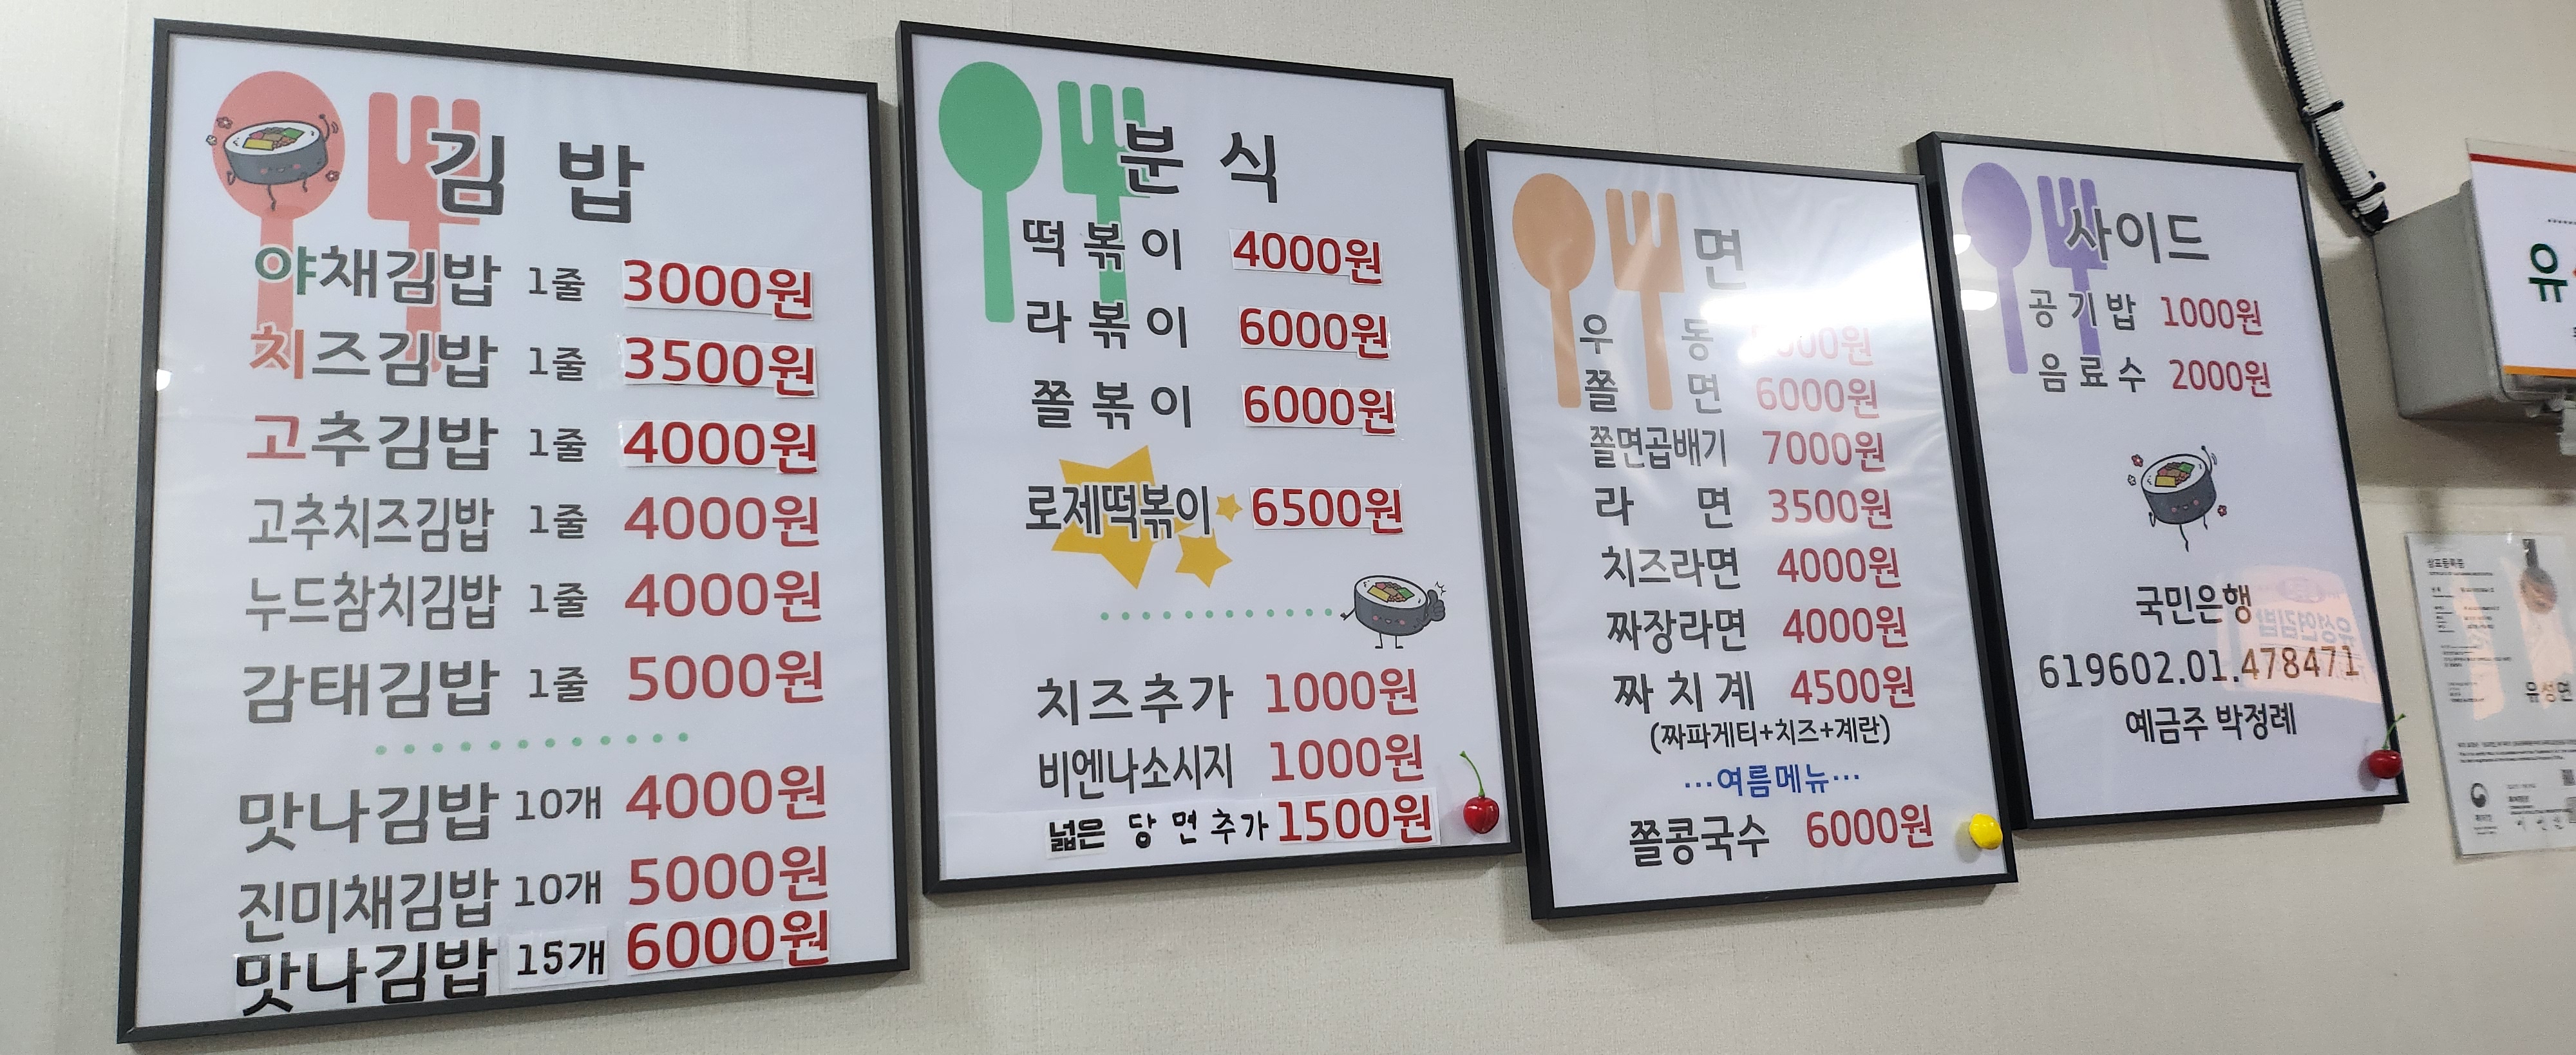 김 밥
야채김밥 1줄 3000원
치즈김밥 1줄 3500원
고추김밥 1줄 4000원
고추치즈김밥 1줄 4000원
누드참치김밥 1줄 4000원
감태김밥 1줄 5000원
맛나김밥 10개 4000원
진미채김밥 10개 5000원
맛나김밥 15개 6000원
분 식
떡볶이 4000원
라볶이 6000원
쫄볶이 6000원
로제떡볶이 6500원
치즈추가 1000원
비엔나소시지 1000원
넓은 당면추가 1500원
면
우 동
쫄 면 6000원
쫄면곱배기 7000원
라 면 3500원
치즈라면 4000원
짜장라면 4000원
짜치계 4500원
(짜파게티+치즈+계란)
···여름메뉴···
쫄콩국수 6000원
사이드
공기밥 1000원
음료수 2000원
국민은행
619602.01.478471
예금주 박정례
유
유성면